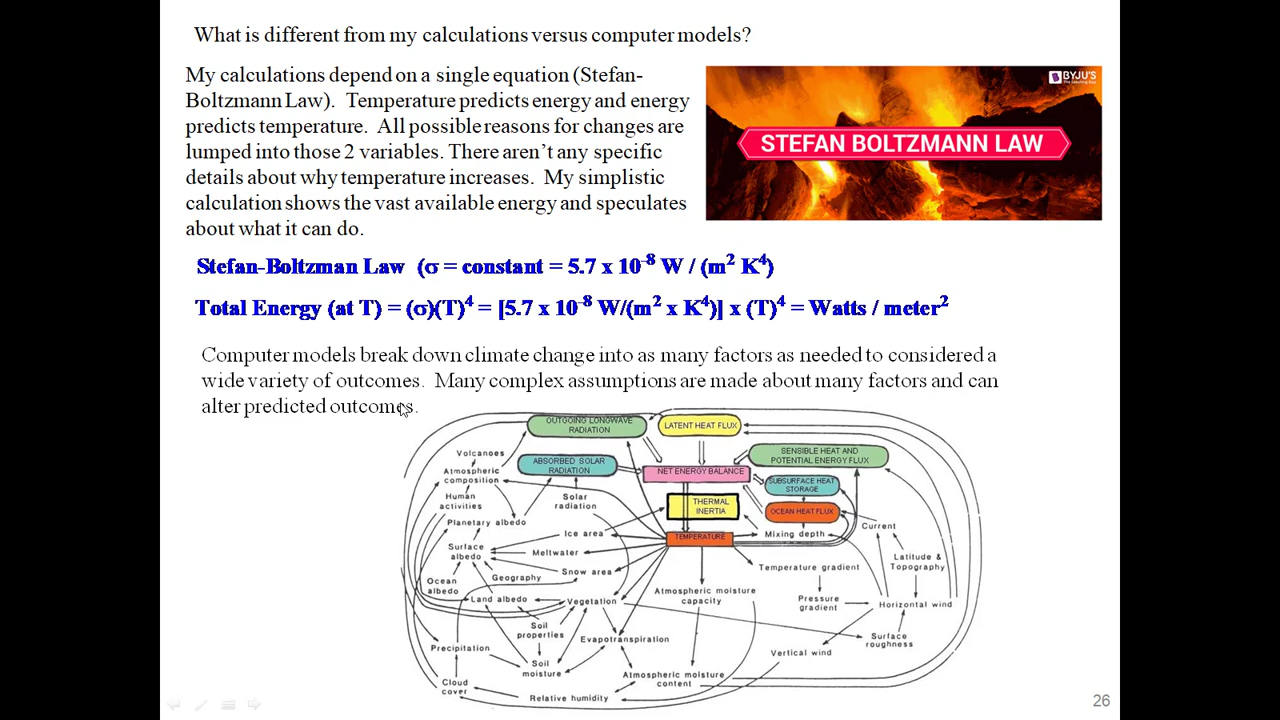 What is different from my calculations versus computer models?
My calculations depend on a single equation (Stefan-
Boltzmann Law). Temperature predicts energy and energy
predicts temperature. All possible reasons for changes are
lumped into those 2 variables. There aren't any specific
details about why temperature increases. My simplistic
calculation shows the vast available energy and speculates
about what it can do.
BYJU'S
The Learning App
STEFAN BOLTZMANN LAW
Stefan-Boltzman Law (σ = constant = 5.7 x 10⁻⁸ W / (m² K⁴)
Total Energy (at T) = (σ)(T)⁴ = [5.7 x 10⁻⁸ W/(m² x K⁴)] x (T)⁴ = Watts / meter²
Computer models break down climate change into as many factors as needed to considered a
wide variety of outcomes. Many complex assumptions are made about many factors and can
alter predicted outcomes.
OUTGOING LONGWAVE
RADIATION
LATENT HEAT FLUX
SENSIBLE HEAT AND
POTENTIAL ENERGY FLUX
Volcanoes
ABSORBED SOLAR
RADIATION
NET ENERGY BALANCE
Atmospheric
composition
SUBSURFACE HEAT
STORAGE
Human
activities
Solar
radiation
THERMAL
INERTIA
OCEAN HEAT FLUX
Planetary albedo
Ice area
TEMPERATURE
Mixing depth
Current
Surface
albedo
Meltwater
Latitude &
Topography
Snow area
Temperature gradient
Geography
Ocean
albedo
Land albedo
Vegetation
Atmospheric moisture
capacity
Pressure
gradient
Horizontal wind
Soil
properties
Evapotranspiration
Surface
roughness
Precipitation
Vertical wind
Soil
moisture
Atmospheric moisture
content
Cloud
cover
Relative humidity
26